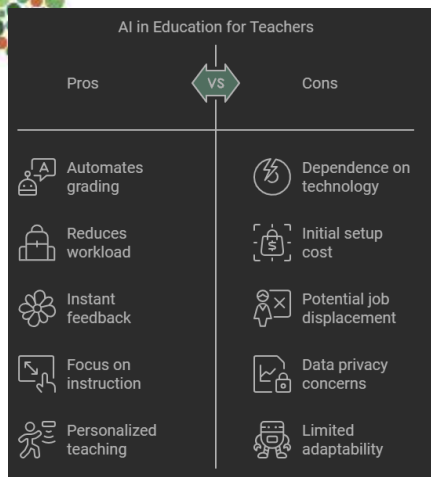 AI in Education for Teachers
Pros
VS
Cons
A
Automates
grading
Dependence on
technology
Reduces
workload
$
Initial setup
cost
Instant
feedback
Potential job
displacement
Focus on
instruction
Data privacy
concerns
Personalized
teaching
Limited
adaptability